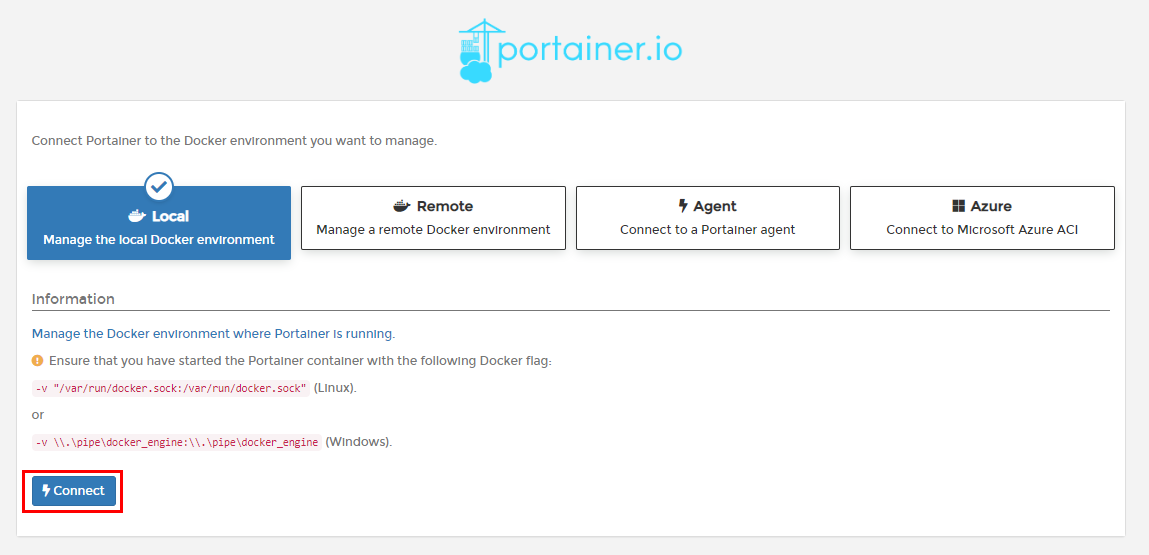 portainer.io
Connect Portainer to the Docker environment you want to manage.
Local
Manage the local Docker environment
Remote
Manage a remote Docker environment
Agent
Connect to a Portainer agent
Azure
Connect to Microsoft Azure ACI
Information
Manage the Docker environment where Portainer is running.
Ensure that you have started the Portainer container with the following Docker flag:
-v "/var/run/docker.sock:/var/run/docker.sock" (Linux).
or
-v \\.\pipe\docker_engine:\\.\pipe\docker_engine (Windows).
Connect